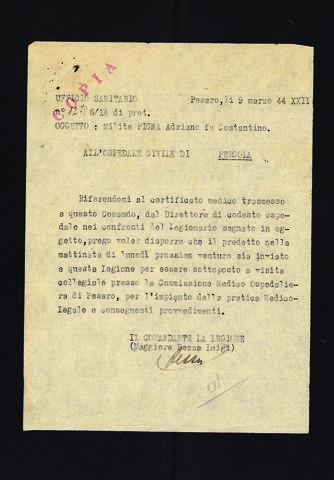 COPIA
UFFICIO SANITARIO Pesaro, li 9 marzo 44 XXII
6/14 di prot.
OGGETTO : Milite PIGNA Adriano fu Costantino.
ALL'OSPEDALE CIVILE DI PERGOLA
Riferendomi al certificato medico trasmesso
a questo Comando, dal Direttore di codesto ospe-
dale nei confronti del legionario segnato in og-
getto, prego voler disporre che il predetto nella
mattinata di lunedì prossimo venturo sia inviato
a questa legione per essere sottoposto a visita
collegiale presso la Commissione Medico Ospedalie-
ra di Pesaro, per l'impianto della pratica Medico-
legale e conseguenti provvedimenti.
IL COMANDANTE LA LEGIONE
(Maggiore Luigi)